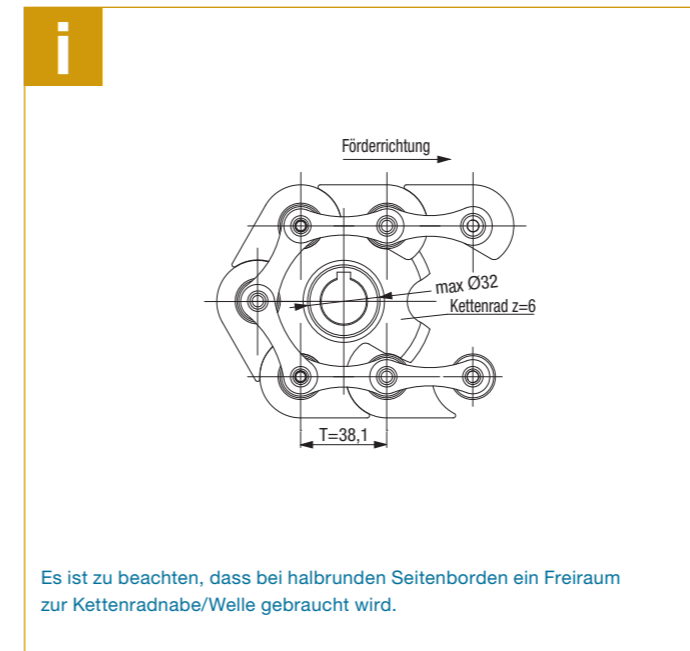 i
Förderrichtung
max Ø32
Kettenrad z=6
T=38,1
Es ist zu beachten, dass bei halbrunden Seitenborden ein Freiraum
zur Kettenradnabe/Welle gebraucht wird.